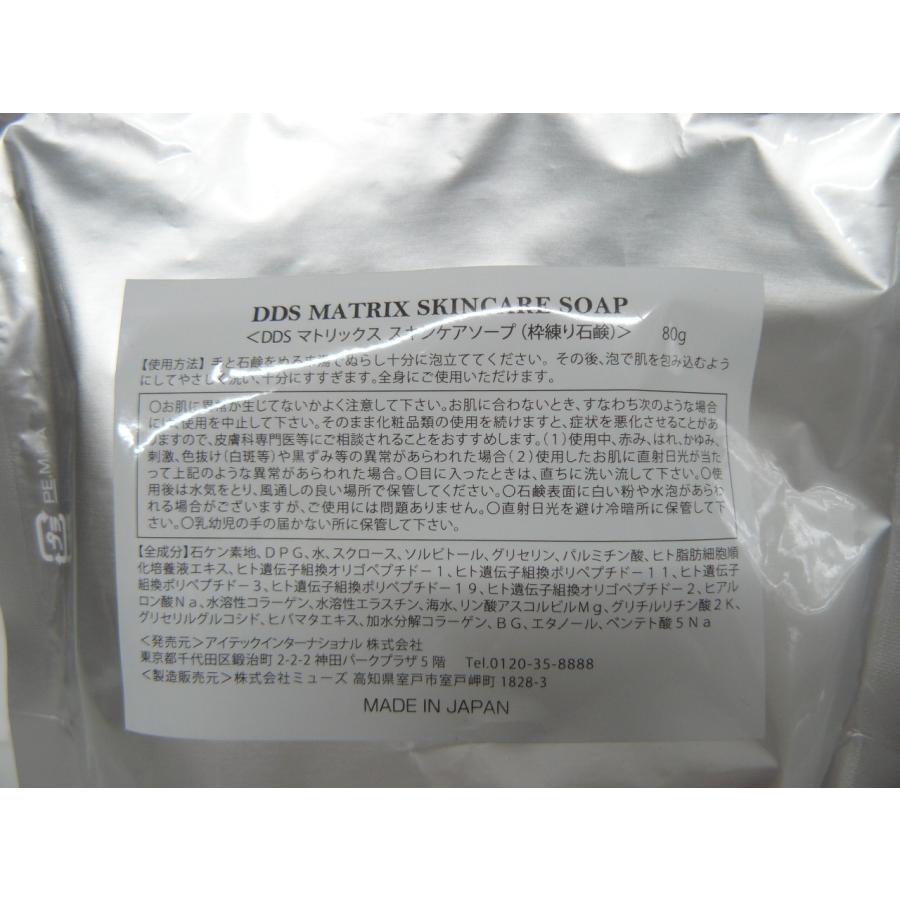 DDS MATRIX SKINCARE SOAP
＜DDS マトリックス スキンケアソープ（枠練り石鹸）＞ 80g
【使用方法】手と石鹸をぬるま湯でぬらし十分に泡立ててください。その後、泡で肌を包み込むよう
にしてやさしく洗い、十分にすすぎます。全身にご使用いただけます。
〇お肌に異常が生じてないかよく注意して下さい。お肌に合わないとき、すなわち次のような場合
には、使用を中止して下さい。そのまま化粧品類の使用を続けますと、症状を悪化させることがあ
りますので、皮膚科専門医等にご相談されることをおすすめします。（1）使用中、赤み、はれ、かゆみ、
刺激、色抜け（白斑等）や黒ずみ等の異常があらわれた場合（2）使用したお肌に直射日光が当た
って上記のような異常があらわれた場合。〇目に入ったときは、直ちに洗い流して下さい。〇使
用後は水気をとり、風通しの良い場所で保管してください。〇石鹸表面に白い粉や水泡があらわ
れる場合がございますが、ご使用には問題ありません。〇直射日光を避け冷暗所に保管して下
さい。〇乳幼児の手の届かない所に保管して下さい。
【全成分】石ケン素地、DPG、水、スクロース、ソルビトール、グリセリン、パルミチン酸、ヒト脂肪細胞順
化培養液エキス、ヒト遺伝子組換オリゴペプチド－1、ヒト遺伝子組換ポリペプチド－11、ヒト遺伝子
組換ポリペプチド－3、ヒト遺伝子組換ポリペプチド－19、ヒト遺伝子組換オリゴペプチド－2、ヒアル
ロン酸Na、水溶性コラーゲン、水溶性エラスチン、海水、リン酸アスコルビルMg、グリチルリチン酸2K、
グリセリルグルコシド、ヒバマタエキス、加水分解コラーゲン、BG、エタノール、ペンテト酸5Na
＜発売元＞アイテックインターナショナル 株式会社
東京都千代田区鍛治町 2-2-2 神田パークプラザ 5 階 Tel.0120-35-8888
＜製造販売元＞株式会社ミューズ 高知県室戸市室戸岬町 1828-3
MADE IN JAPAN
プラ
PE,M